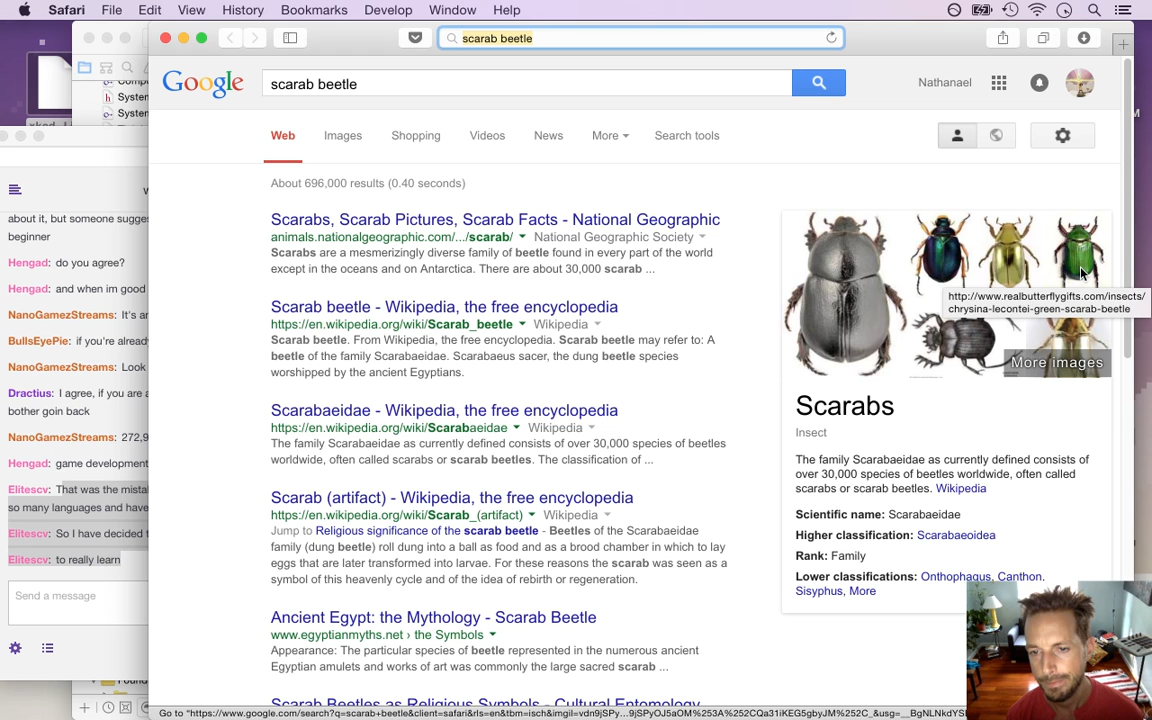 Safari File Edit View History Bookmarks Develop Window Help
scarab beetle
Google scarab beetle Nathanael
Web Images Shopping Videos News More Search tools
About 696,000 results (0.40 seconds)
Scarabs, Scarab Pictures, Scarab Facts - National Geographic
animals.nationalgeographic.com/.../scarab/ National Geographic Society
Scarabs are a mesmerizingly diverse family of beetle found in every part of the world
except in the oceans and on Antarctica. There are about 30,000 scarab ...
Scarab beetle - Wikipedia, the free encyclopedia
https://en.wikipedia.org/wiki/Scarab_beetle Wikipedia
Scarab beetle. From Wikipedia, the free encyclopedia. Scarab beetle may refer to: A
beetle of the family Scarabaeidae. Scarabaeus sacer, the dung beetle species
worshipped by the ancient Egyptians.
Scarabaeidae - Wikipedia, the free encyclopedia
https://en.wikipedia.org/wiki/Scarabaeidae Wikipedia
The family Scarabaeidae as currently defined consists of over 30,000 species of beetles
worldwide, often called scarabs or scarab beetles. The classification of ...
Scarab (artifact) - Wikipedia, the free encyclopedia
https://en.wikipedia.org/wiki/Scarab_(artifact) Wikipedia
Jump to Religious significance of the scarab beetle - Beetles of the Scarabaeidae
family (dung beetle) roll dung into a ball as food and as a brood chamber in which to lay
eggs that are later transformed into larvae. For these reasons the scarab was seen as a
symbol of this heavenly cycle and of the idea of rebirth or regeneration.
Ancient Egypt: the Mythology - Scarab Beetle
www.egyptianmyths.net › the Symbols
Appearance: The particular species of beetle represented in the numerous ancient
Egyptian amulets and works of art was commonly the large sacred scarab ...
Scarab Beetles as Religious Symbols - Cultural Entomology
http://www.realbutterflygifts.com/insects/
chrysina-lecontei-green-scarab-beetle
More images
Scarabs
Insect
The family Scarabaeidae as currently defined consists of
over 30,000 species of beetles worldwide, often called
scarabs or scarab beetles. Wikipedia
Scientific name: Scarabaeidae
Higher classification: Scarabaeoidea
Rank: Family
Lower classifications: Onthophagus, Canthon,
Sisyphus, More
System
System
about it, but someone sugges
beginner
Hengad: do you agree?
Hengad: and when im good
NanoGamezStreams: It's ar
BullsEyePie: if you're already
NanoGamezStreams: Look
Dractius: I agree, if you are a
bother goin back
NanoGamezStreams: 272,9
Hengad: game development
Elitescv: That was the mista
so many languages and have
Elitescv: So I have decided t
Elitescv: to really learn
Send a message